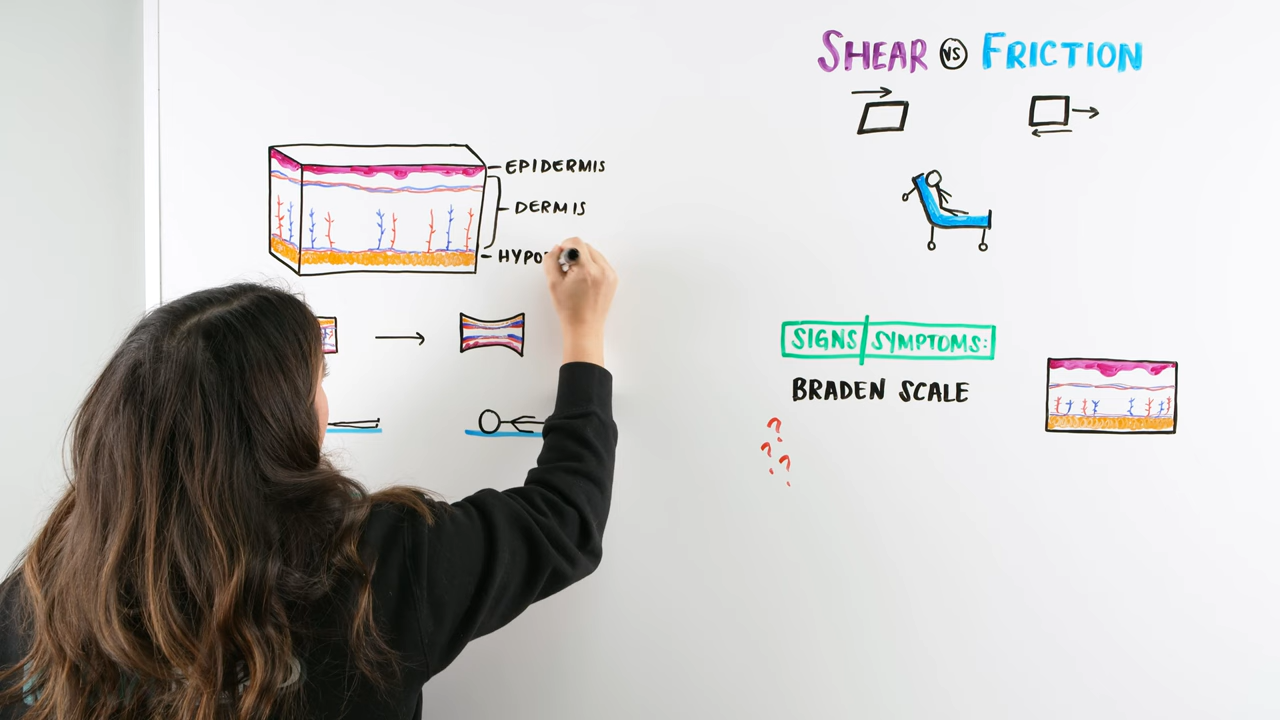 SHEAR VS FRICTION
EPIDERMIS
DERMIS
HYPO
SIGNS/SYMPTOMS:
BRADEN SCALE
?
?
?